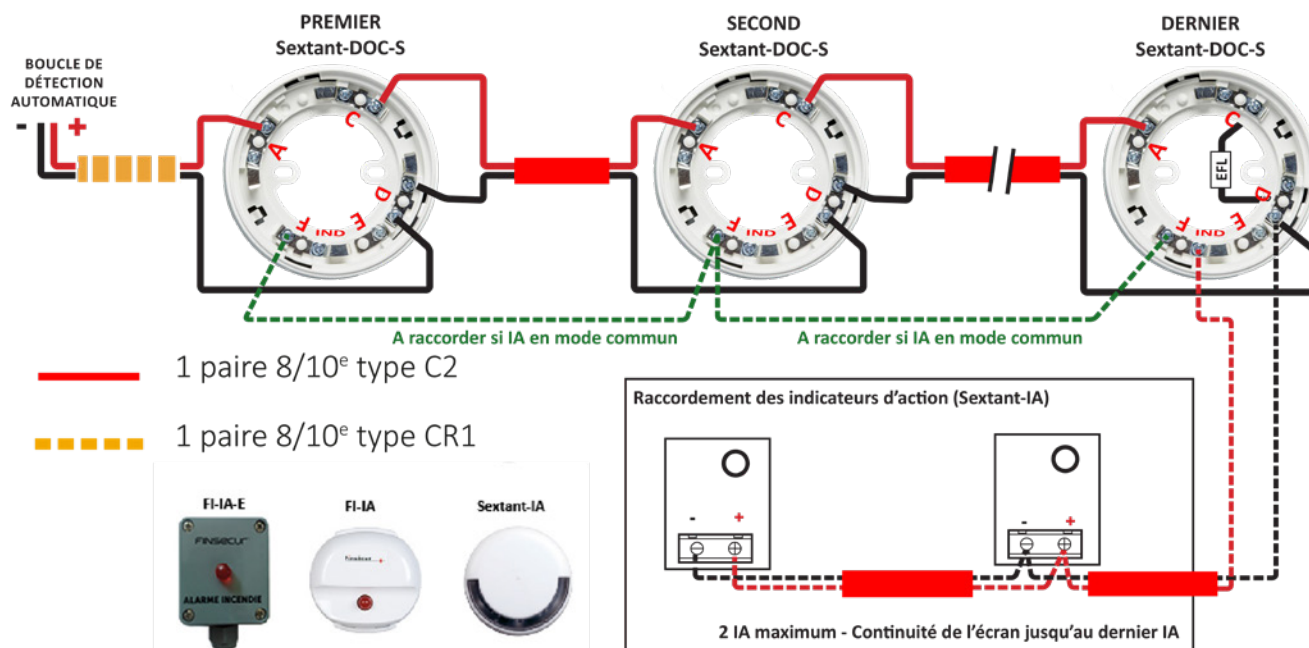 PREMIER
Sextant-DOC-S
SECOND
Sextant-DOC-S
DERNIER
Sextant-DOC-S
BOUCLE DE
DÉTECTION
AUTOMATIQUE
- +
A
C
D
E
IND
F
A
C
D
E
IND
F
A
C
EFL
D
E
IND
F
A raccorder si IA en mode commun
A raccorder si IA en mode commun
1 paire 8/10e type C2
1 paire 8/10e type CR1
Raccordement des indicateurs d'action (Sextant-IA)
- +
- +
2 IA maximum - Continuité de l'écran jusqu'au dernier IA
FI-IA-E
FI-IA
Sextant-IA
FINSECUR
ALARME INCENDIE
Finsecur